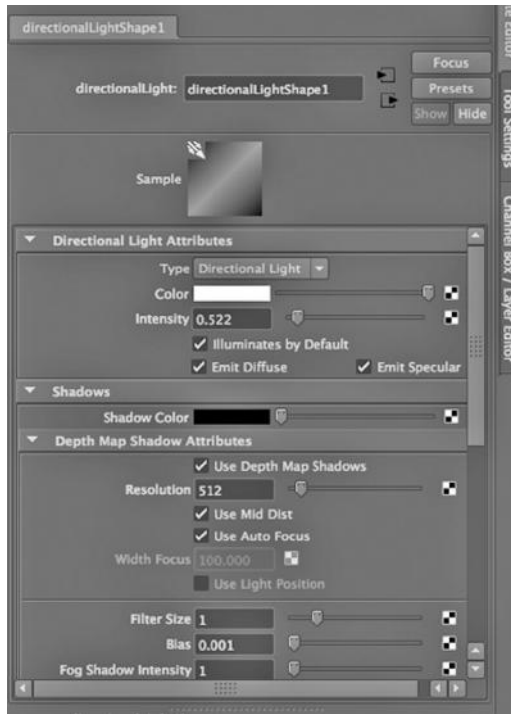 directionalLightShape1
directionalLight: directionalLightShape1
Focus
Presets
Show Hide
Sample
Directional Light Attributes
Type Directional Light
Color
Intensity 0.522
Illuminates by Default
Emit Diffuse Emit Specular
Shadows
Shadow Color
Depth Map Shadow Attributes
Use Depth Map Shadows
Resolution 512
Use Mid Dist
Use Auto Focus
Width Focus 100.000
Use Light Position
Filter Size 1
Bias 0.001
Fog Shadow Intensity 1
Editor
Tool Settings
Channel Box / Layer Editor